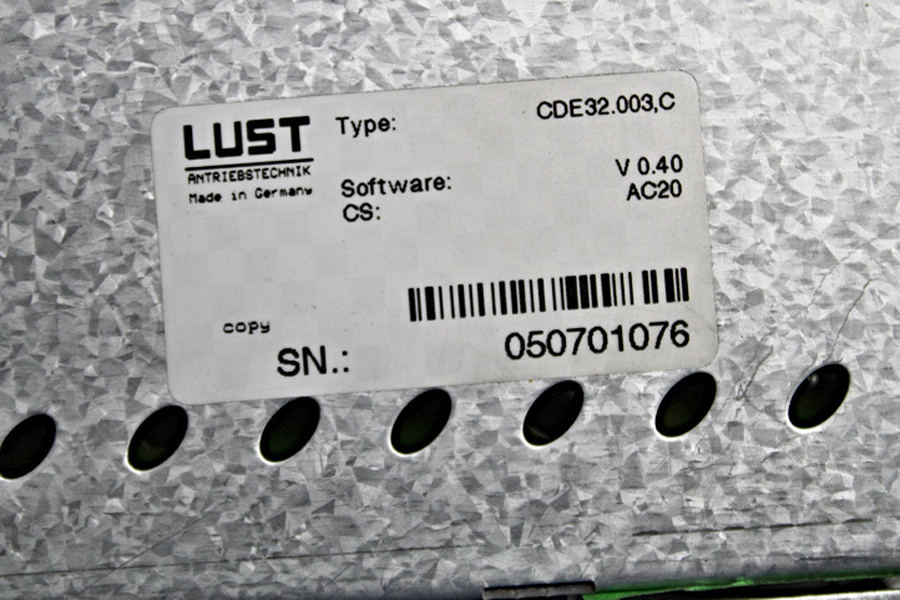 LUST
ANTRIEBSTECHNIK
Made in Germany
Type: CDE32.003,C
Software: V 0.40
CS: AC20
copy
SN.: 050701076